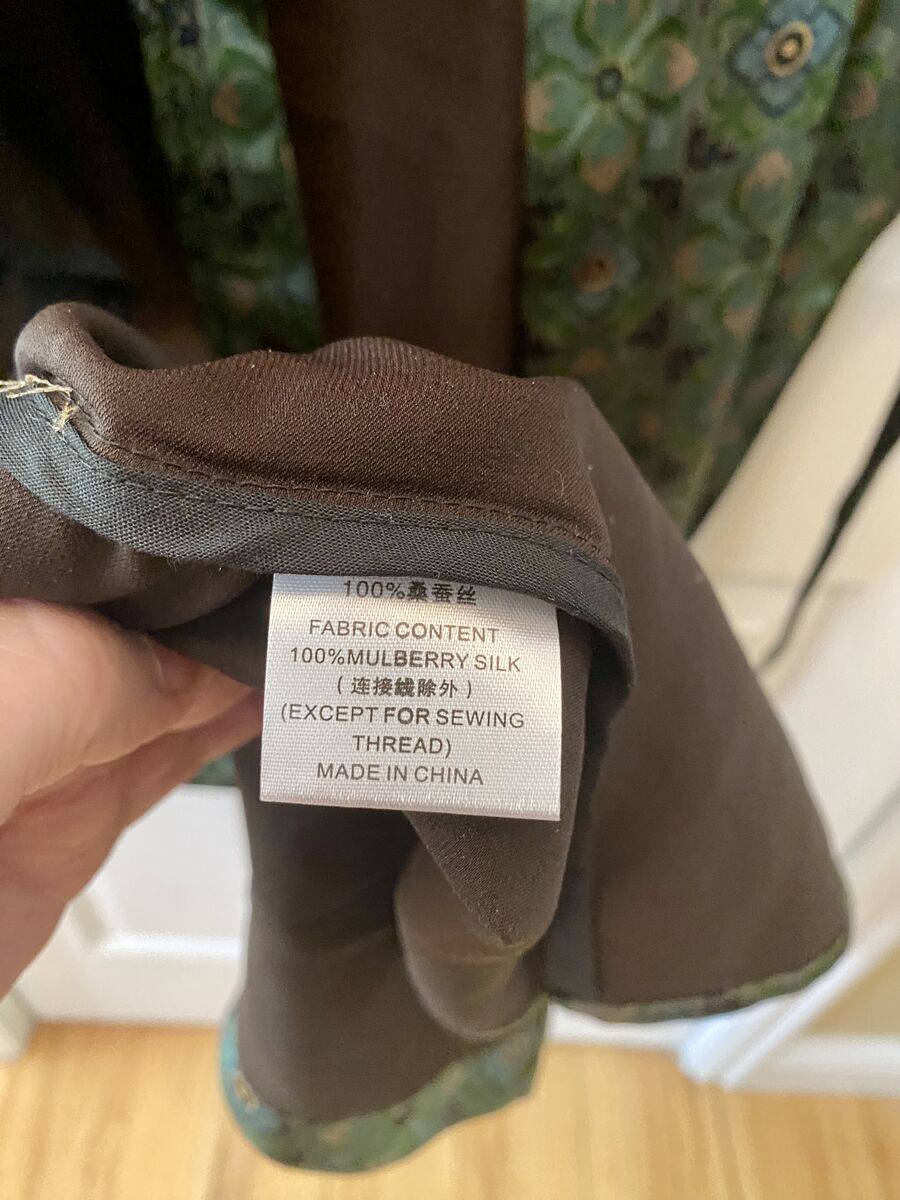 100%桑蚕丝
FABRIC CONTENT
100%MULBERRY SILK
(连接线除外)
(EXCEPT FOR SEWING
THREAD)
MADE IN CHINA